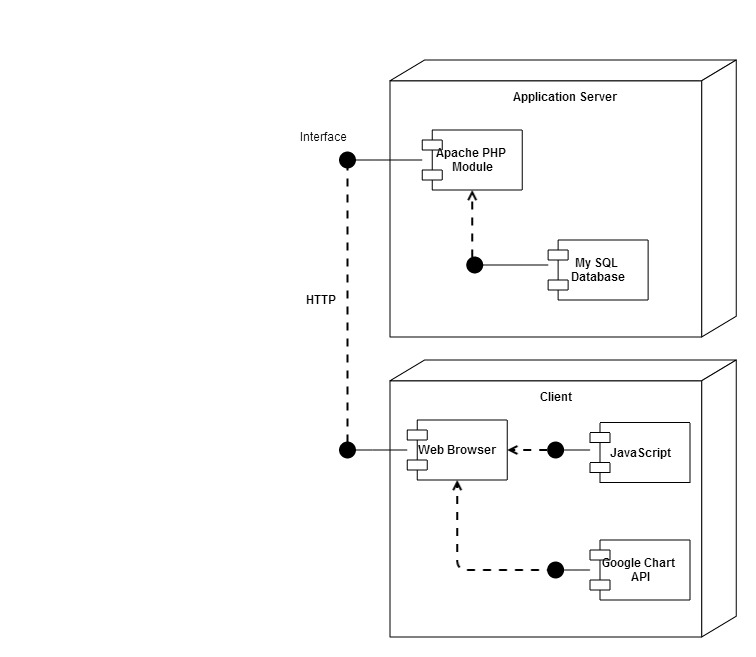 Application Server
Interface
Apache PHP
Module
My SQL
Database
HTTP
Client
Web Browser
JavaScript
Google Chart
API